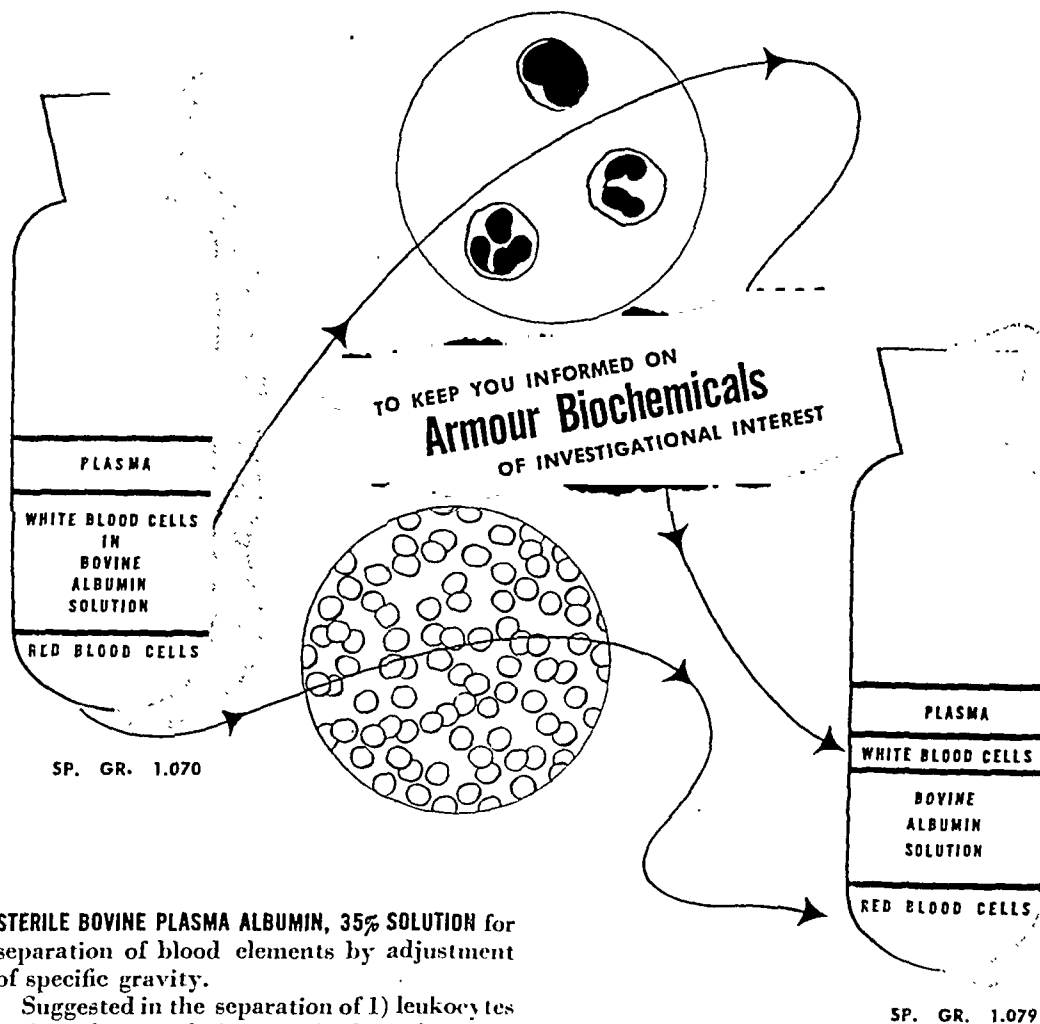 TO KEEP YOU INFORMED ON
Armour Biochemicals
OF INVESTIGATIONAL INTEREST
PLASMA
WHITE BLOOD CELLS
IN
BOVINE
ALBUMIN
SOLUTION
RED BLOOD CELLS
SP. GR. 1.070
PLASMA
WHITE BLOOD CELLS
BOVINE
ALBUMIN
SOLUTION
RED BLOOD CELLS
SP. GR. 1.079
STERILE BOVINE PLASMA ALBUMIN, 35% SOLUTION for
separation of blood elements by adjustment
of specific gravity.
Suggested in the separation of 1) leukocytes